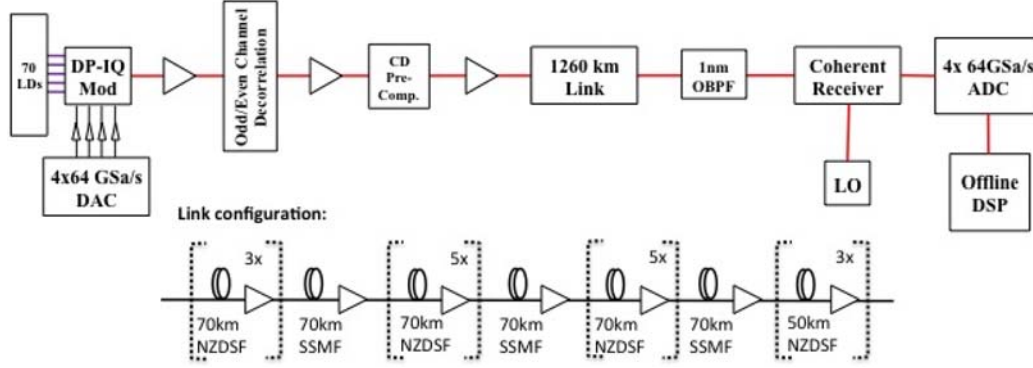 70
LDs
DP-IQ
Mod
4x64 GSa/s
DAC
Odd/Even Channel
Decorrelation
CD
Pre-
Comp.
1260 km
Link
1nm
OBPF
Coherent
Receiver
LO
4x 64GSa/s
ADC
Offline
DSP
Link configuration:
3x
70km
NZDSF
70km
SSMF
5x
70km
NZDSF
70km
SSMF
5x
70km
NZDSF
70km
SSMF
3x
50km
NZDSF